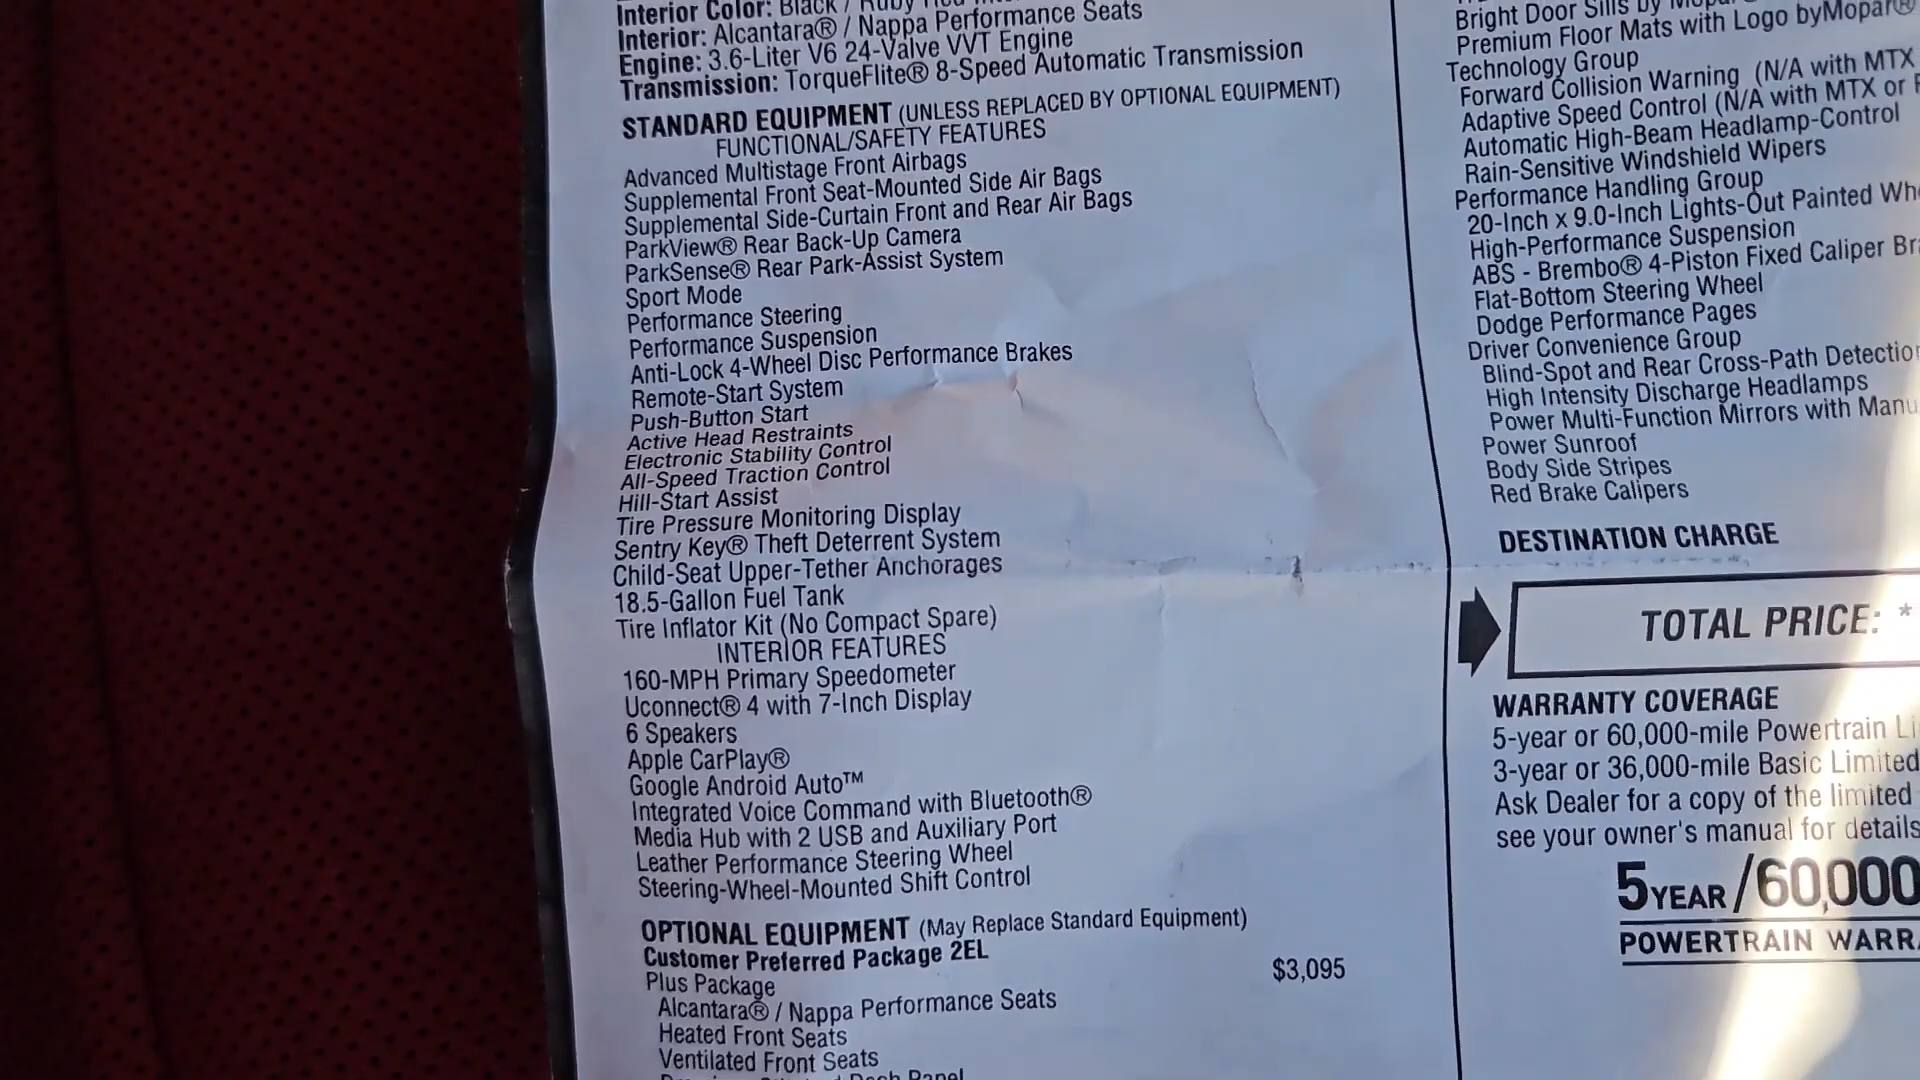 Interior Color: Black / Ruby
Interior: Alcantara® / Nappa Performance Seats
Engine: 3.6-Liter V6 24-Valve VVT Engine
Transmission: TorqueFlite® 8-Speed Automatic Transmission
STANDARD EQUIPMENT (UNLESS REPLACED BY OPTIONAL EQUIPMENT)
FUNCTIONAL/SAFETY FEATURES
Advanced Multistage Front Airbags
Supplemental Front Seat-Mounted Side Air Bags
Supplemental Side-Curtain Front and Rear Air Bags
ParkView® Rear Back-Up Camera
ParkSense® Rear Park-Assist System
Sport Mode
Performance Steering
Performance Suspension
Anti-Lock 4-Wheel Disc Performance Brakes
Remote-Start System
Push-Button Start
Active Head Restraints
Electronic Stability Control
All-Speed Traction Control
Hill-Start Assist
Tire Pressure Monitoring Display
Sentry Key® Theft Deterrent System
Child-Seat Upper-Tether Anchorages
18.5-Gallon Fuel Tank
Tire Inflator Kit (No Compact Spare)
INTERIOR FEATURES
160-MPH Primary Speedometer
Uconnect® 4 with 7-Inch Display
6 Speakers
Apple CarPlay®
Google Android Auto™
Integrated Voice Command with Bluetooth®
Media Hub with 2 USB and Auxiliary Port
Leather Performance Steering Wheel
Steering-Wheel-Mounted Shift Control
OPTIONAL EQUIPMENT (May Replace Standard Equipment)
Customer Preferred Package 2EL
Plus Package $3,095
Alcantara® / Nappa Performance Seats
Heated Front Seats
Ventilated Front Seats
Dash Panel
Bright Door Sills by
Premium Floor Mats with Logo byMopar®
Technology Group
Forward Collision Warning (N/A with MTX
Adaptive Speed Control (N/A with MTX or
Automatic High-Beam Headlamp-Control
Rain-Sensitive Windshield Wipers
Performance Handling Group
20-Inch x 9.0-Inch Lights-Out Painted Whe
High-Performance Suspension
ABS - Brembo® 4-Piston Fixed Caliper Bra
Flat-Bottom Steering Wheel
Dodge Performance Pages
Driver Convenience Group
Blind-Spot and Rear Cross-Path Detection
High Intensity Discharge Headlamps
Power Multi-Function Mirrors with Manu
Power Sunroof
Body Side Stripes
Red Brake Calipers
DESTINATION CHARGE
TOTAL PRICE: *
WARRANTY COVERAGE
5-year or 60,000-mile Powertrain Li
3-year or 36,000-mile Basic Limited
Ask Dealer for a copy of the limited
see your owner's manual for details
5YEAR/60,000
POWERTRAIN WARRA